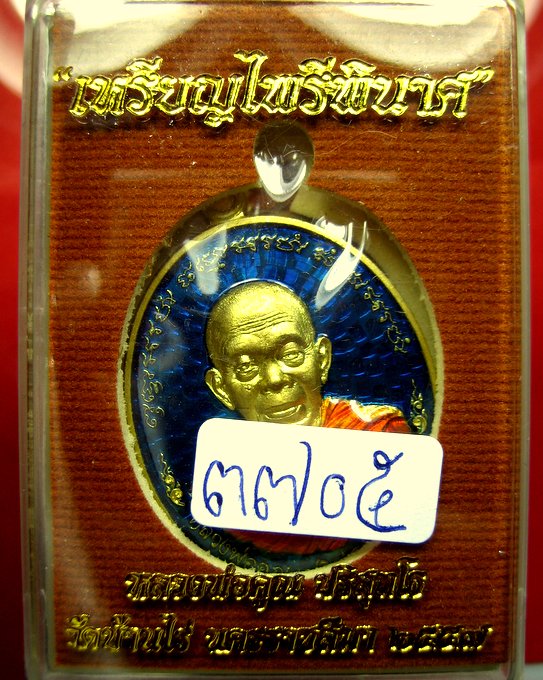 “เหรียญไพรีพินาศ”
๓๗๐๕
หลวงพ่อคูณ ปริสุทโธ
วัดบ้านไร่ นครราชสีมา ๒๕๕๗